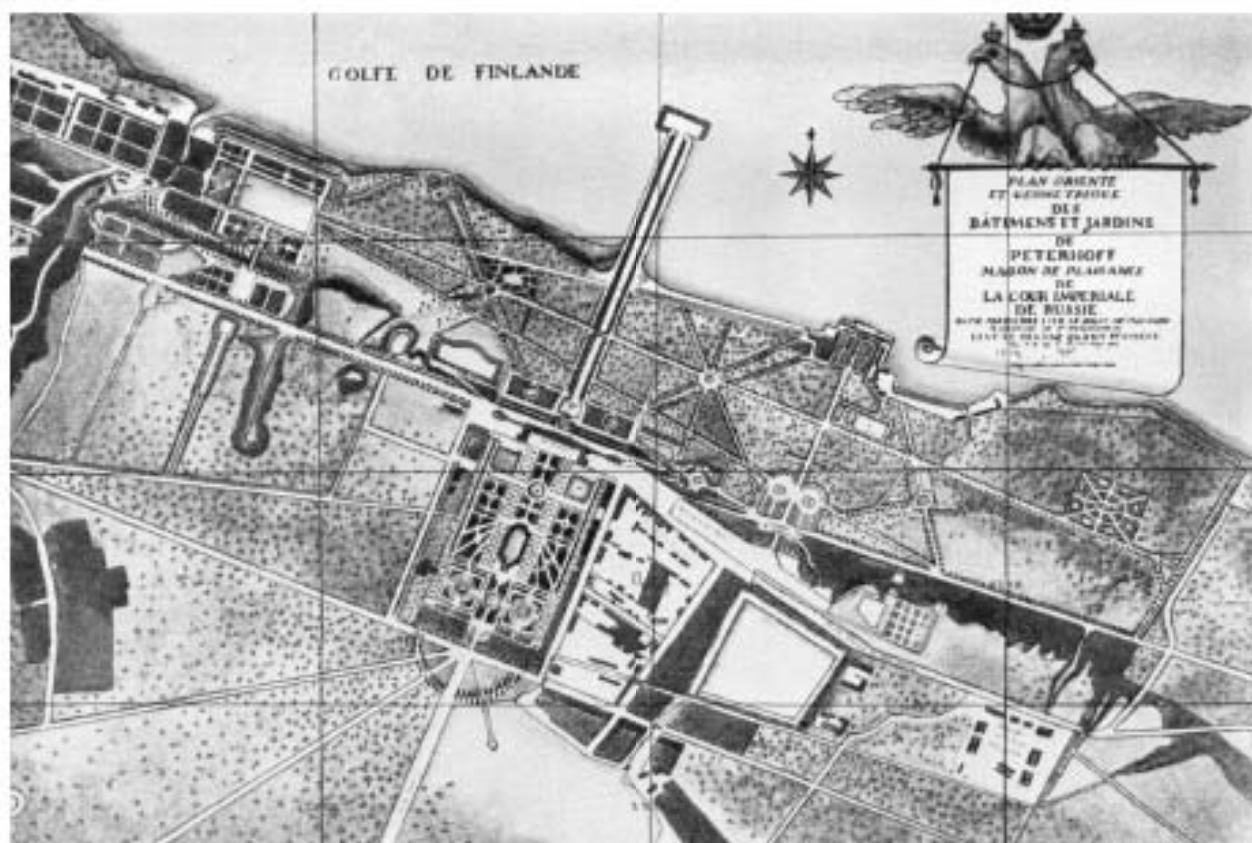 GOLFE DE FINLANDE
PLAN ORIENTE
ET GEOMETRIQUE
DES
BÂTIMENS ET JARDINS
DE
PETERHOFF
MAISON DE PLAISANCE
DE
LA COUR IMPERIALE
DE RUSSIE